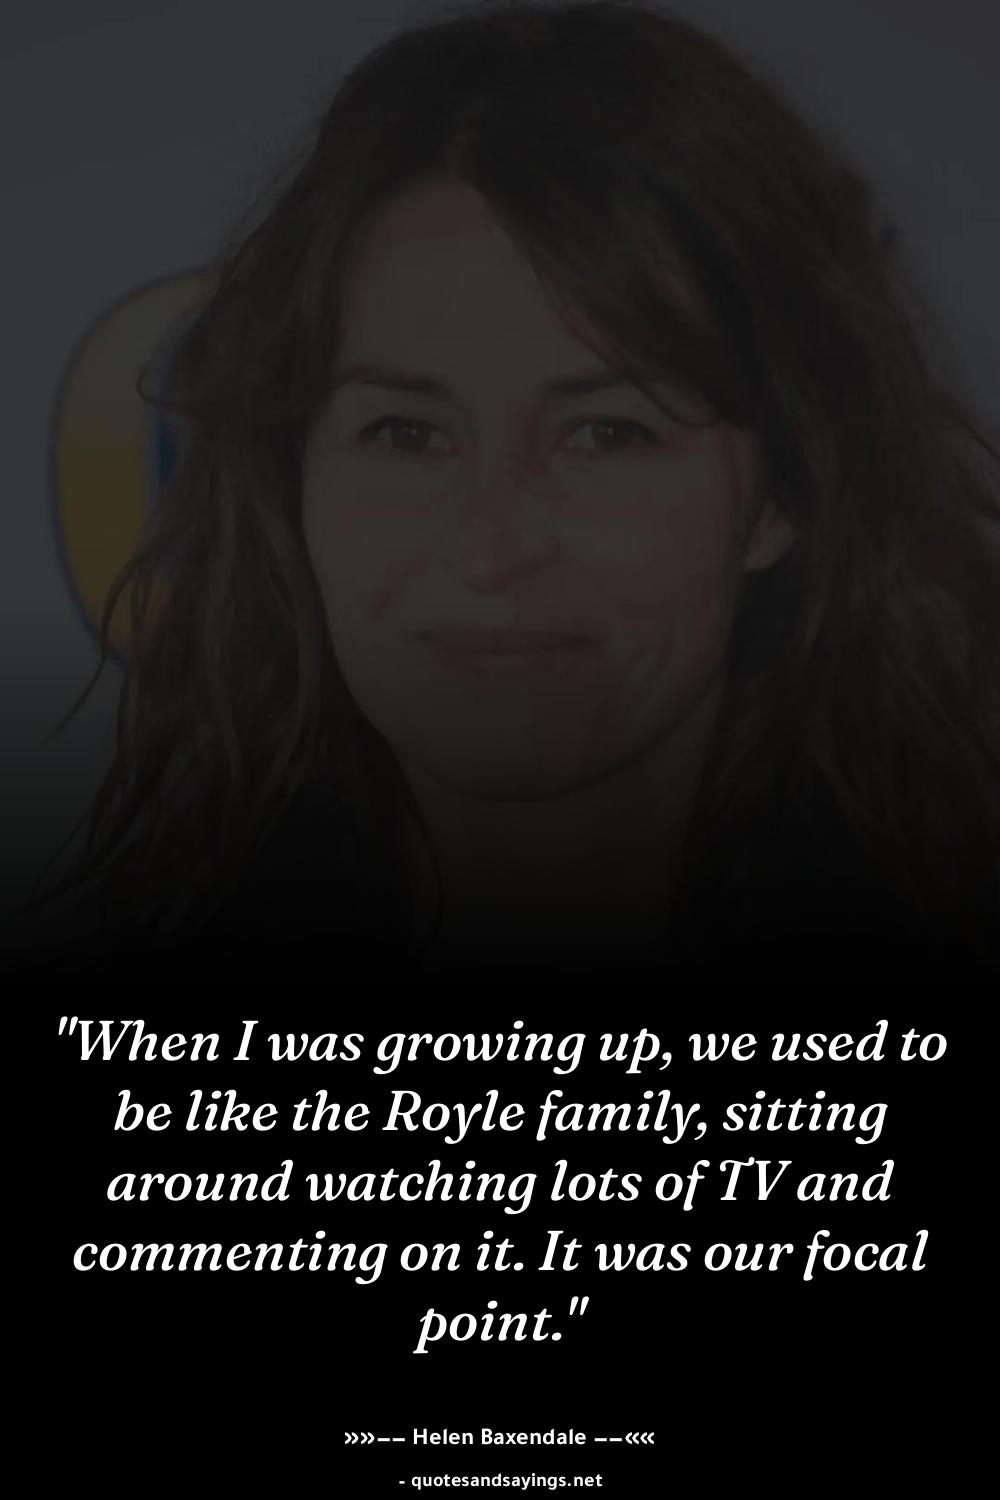 "When I was growing up, we used to
be like the Royle family, sitting
around watching lots of TV and
commenting on it. It was our focal
point."
»»–– Helen Baxendale ––««
- quotesandsayings.net